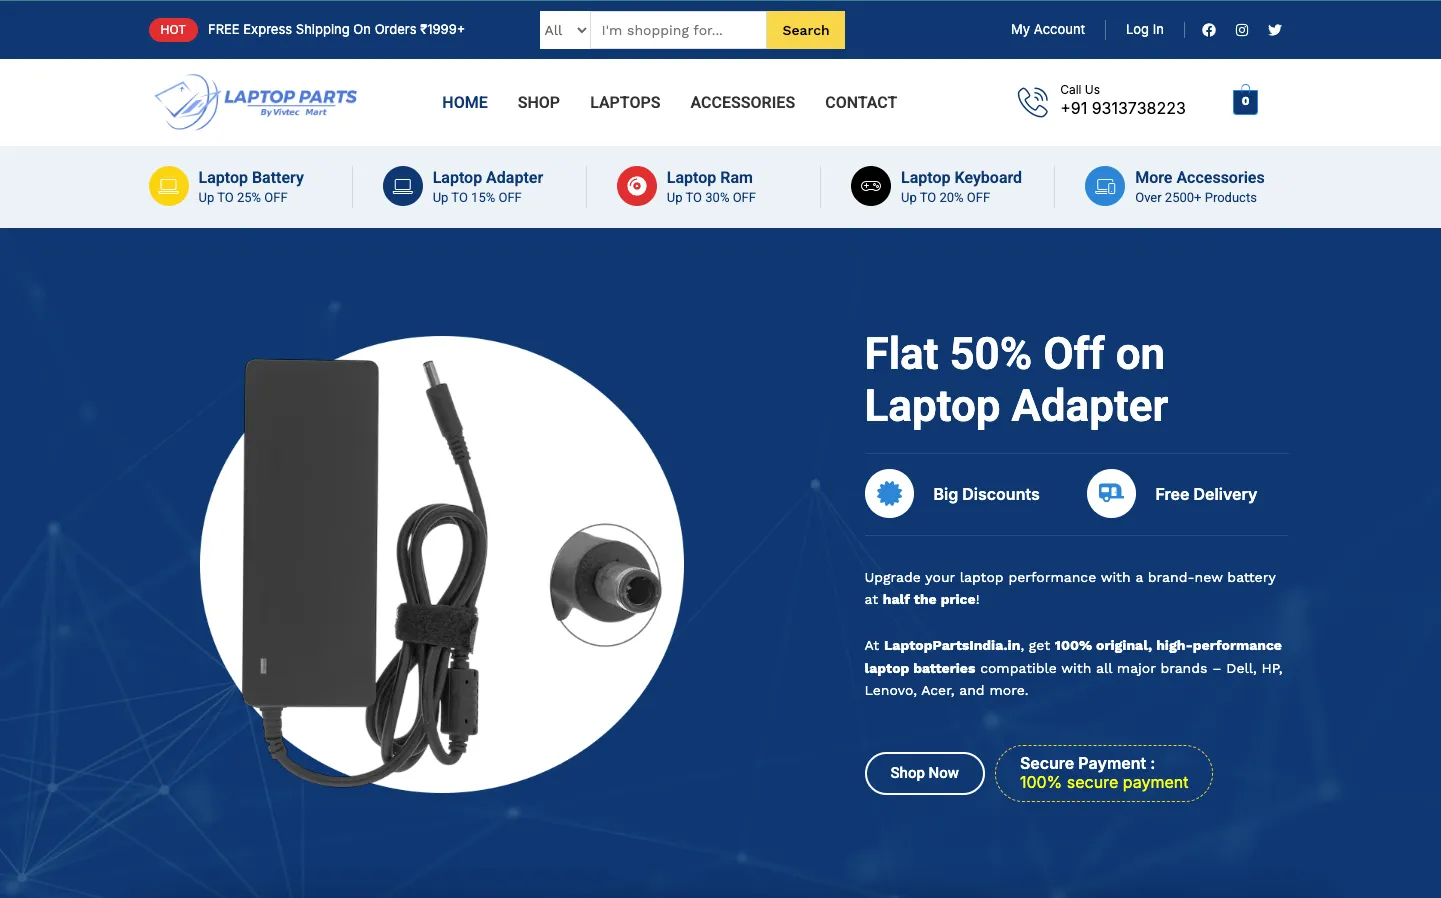 HOT FREE Express Shipping On Orders ₹1999+
All I'm shopping for... Search
My Account Log In
LAPTOP PARTS
By Vivtec Mart
HOME SHOP LAPTOPS ACCESSORIES CONTACT
Call Us
+91 9313738223
0
Laptop Battery
Up TO 25% OFF
Laptop Adapter
Up TO 15% OFF
Laptop Ram
Up TO 30% OFF
Laptop Keyboard
Up TO 20% OFF
More Accessories
Over 2500+ Products
Flat 50% Off on
Laptop Adapter
Big Discounts Free Delivery
Upgrade your laptop performance with a brand-new battery
at half the price!
At LaptopPartsIndia.in, get 100% original, high-performance
laptop batteries compatible with all major brands – Dell, HP,
Lenovo, Acer, and more.
Shop Now
Secure Payment :
100% secure payment